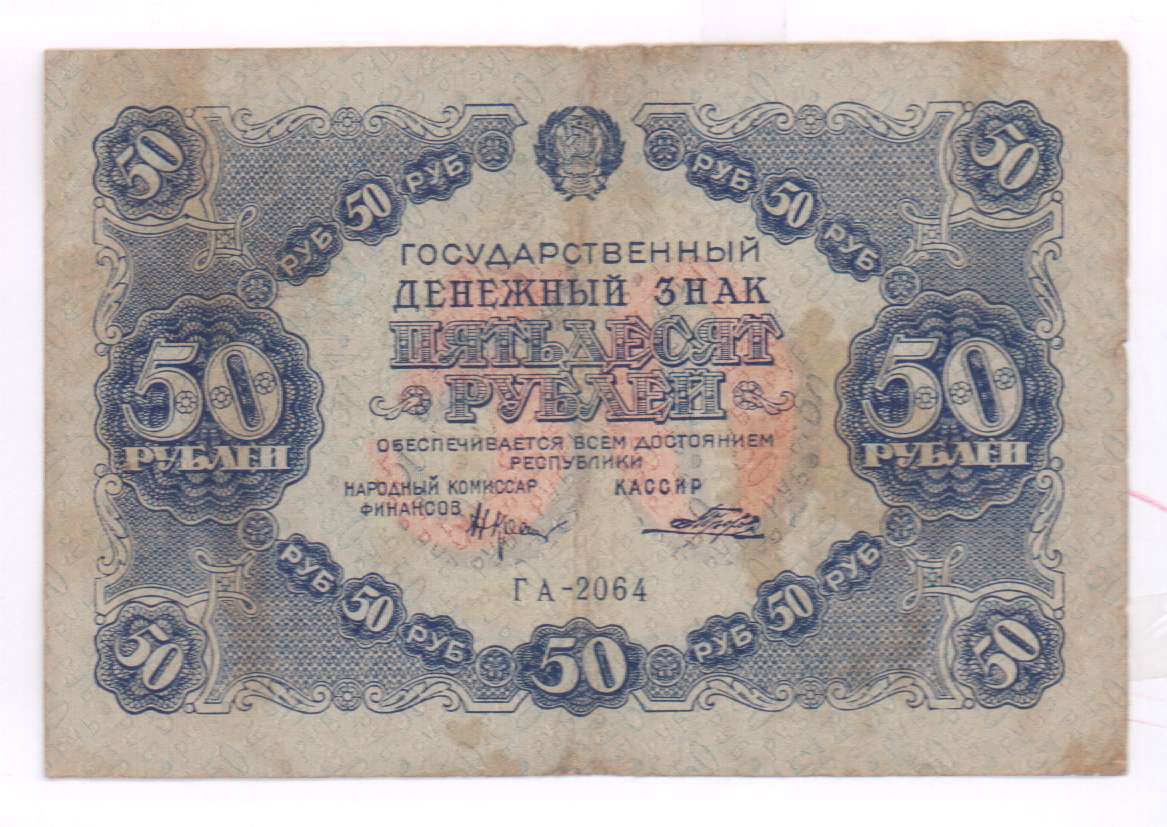 50
50
РУБ 50 РУБ
РУБ 50 РУБ
ГОСУДАРСТВЕННЫЙ
ДЕНЕЖНЫЙ ЗНАК
ПЯТЬДЕСЯТ
РУБЛЕЙ
50
РУБЛЕЙ
50
РУБЛЕЙ
ОБЕСПЕЧИВАЕТСЯ ВСЕМ ДОСТОЯНИЕМ
РЕСПУБЛИКИ
НАРОДНЫЙ КОМИССАР
ФИНАНСОВ
КАССИР
ГА-2064
РУБ 50 РУБ
РУБ 50 РУБ
50
50
50